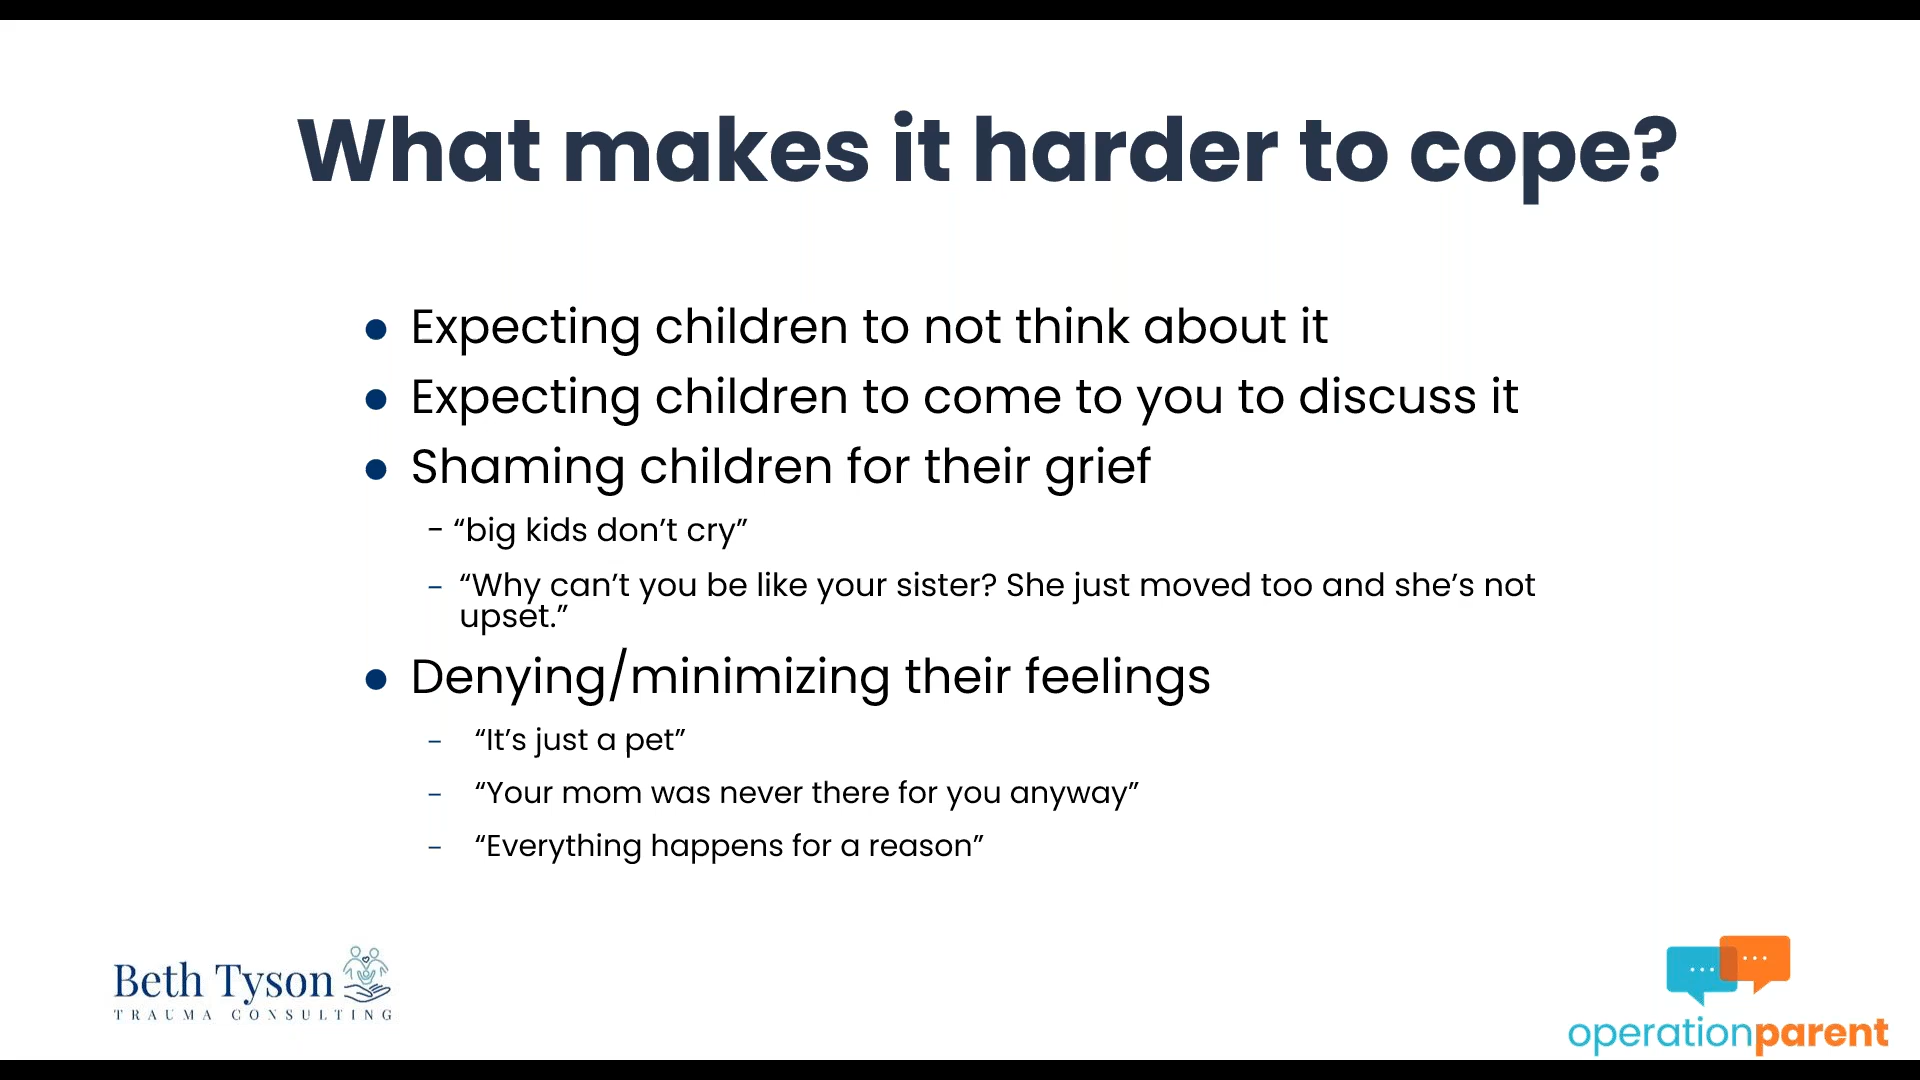 What makes it harder to cope?
● Expecting children to not think about it
● Expecting children to come to you to discuss it
● Shaming children for their grief
- “big kids don’t cry”
- “Why can’t you be like your sister? She just moved too and she’s not
upset.”
● Denying/minimizing their feelings
- “It’s just a pet”
- “Your mom was never there for you anyway”
- “Everything happens for a reason”
Beth Tyson
TRAUMA CONSULTING
operationparent